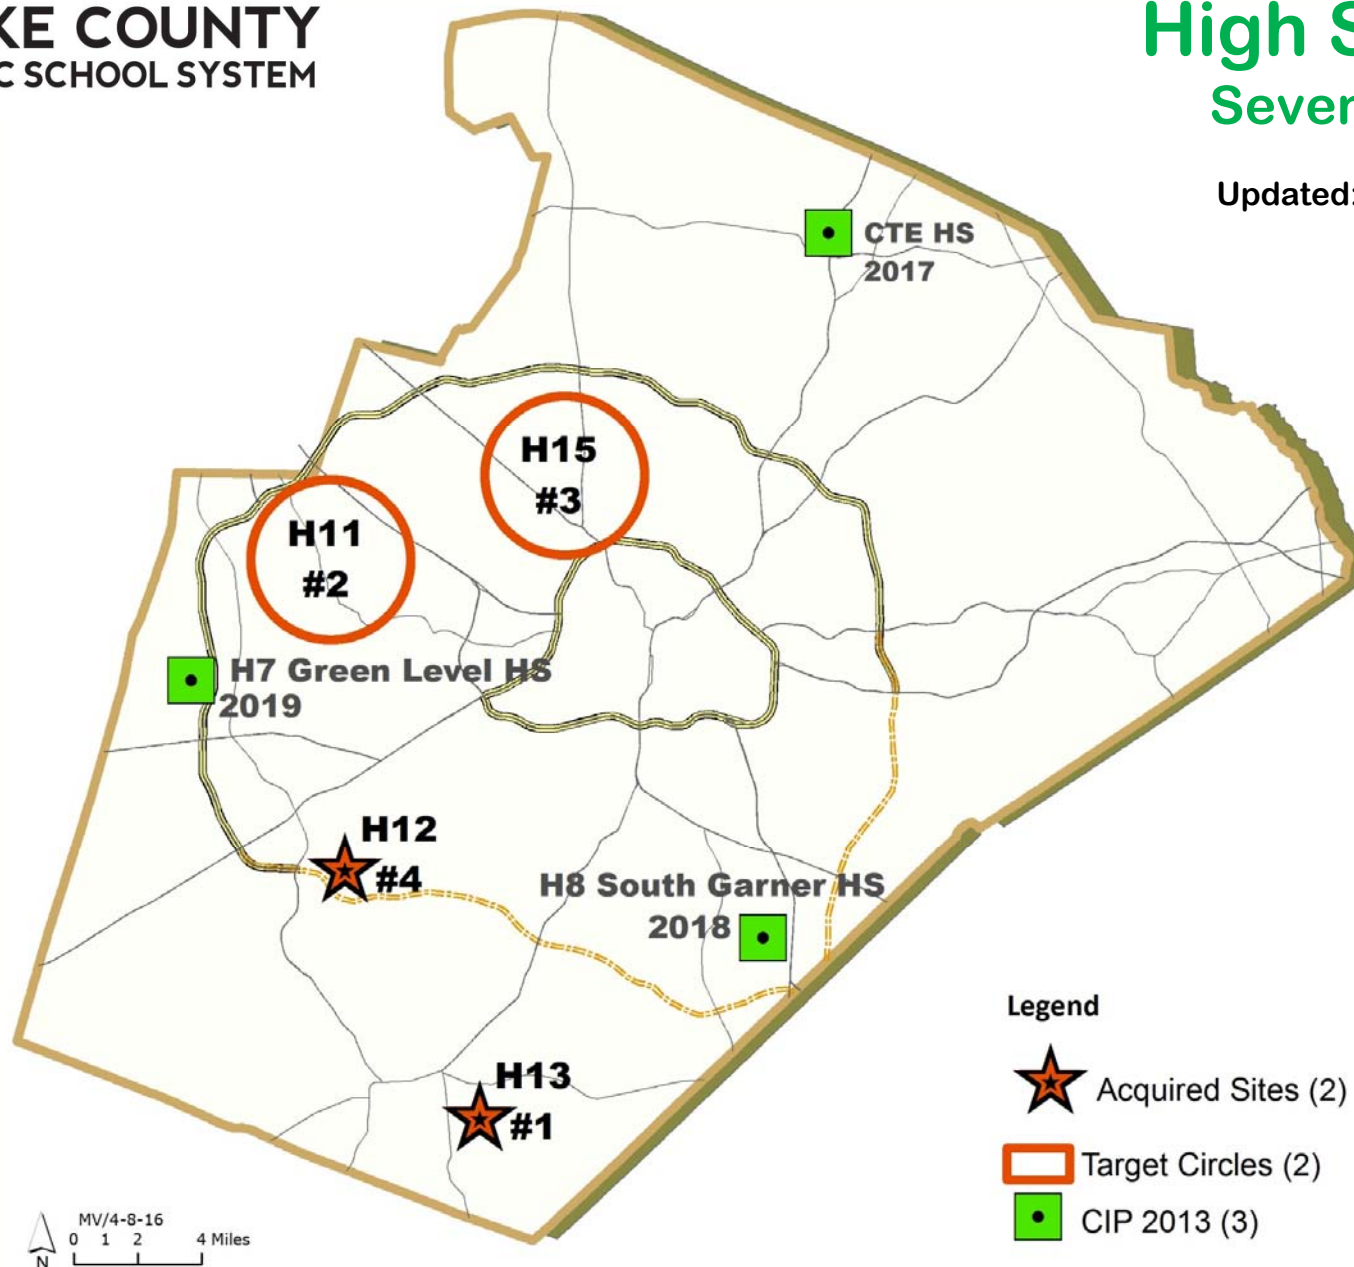 KE COUNTY
C SCHOOL SYSTEM
High S
Seven
Updated:
CTE HS
2017
H15
#3
H11
#2
H7 Green Level HS
2019
H12
#4
H8 South Garner HS
2018
H13
#1
Legend
Acquired Sites (2)
Target Circles (2)
CIP 2013 (3)
MV/4-8-16
0 1 2 4 Miles
N